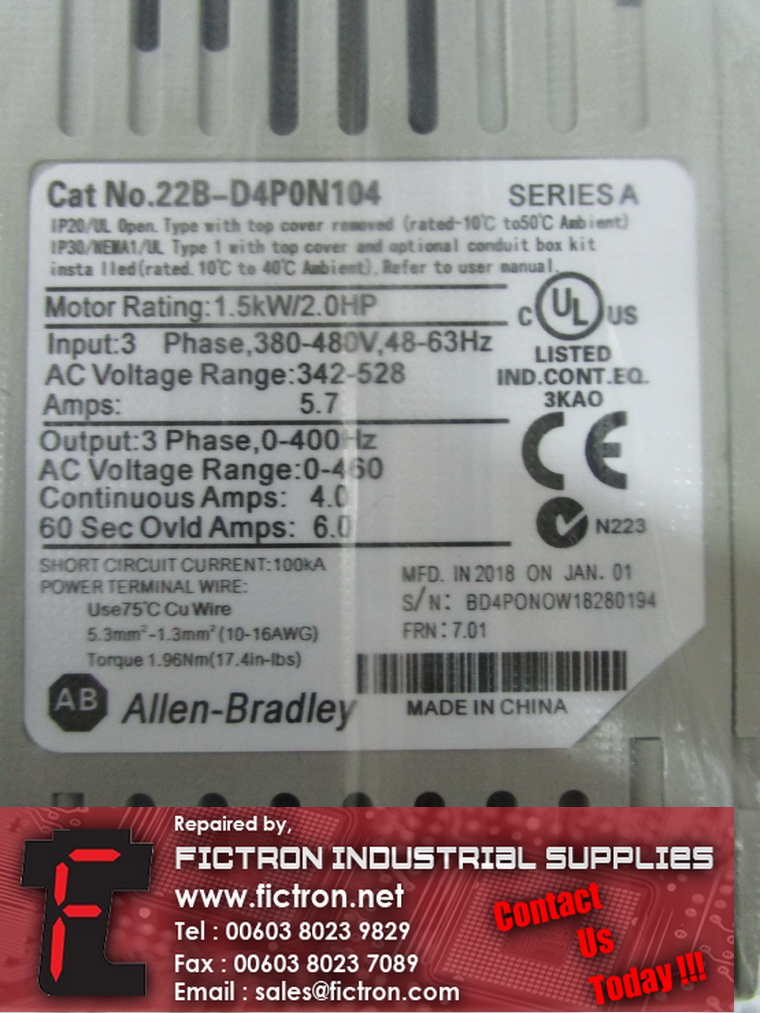 Cat No.22B-D4P0N104 SERIES A
IP20/UL Open. Type with top cover removed (rated-10℃ to50℃ Ambient)
IP30/NEMA1/UL Type 1 with top cover and optional conduit box kit
insta lled(rated. 10℃ to 40℃ Ambient). Refer to user manual.
Motor Rating:1.5kW/2.0HP
Input:3 Phase,380-480V,48-63Hz
AC Voltage Range:342-528
Amps: 5.7
Output:3 Phase,0-400Hz
AC Voltage Range:0-460
Continuous Amps: 4.0
60 Sec Ovld Amps: 6.0
C UL US
LISTED
IND.CONT.EQ.
3KAO
CE
N223
SHORT CIRCUIT CURRENT:100kA
POWER TERMINAL WIRE:
Use75℃ Cu Wire
5.3mm²-1.3mm² (10-16AWG)
Torque 1.96Nm(17.4in-lbs)
MFD. IN 2018 ON JAN. 01
S/N: BD4PONOW18280194
FRN: 7.01
AB Allen-Bradley
MADE IN CHINA
Repaired by,
FICTRON INDUSTRIAL SUPPLIES
www.fictron.net
Tel : 00603 8023 9829
Fax : 00603 8023 7089
Email : sales@fictron.com
Contact
Us
Today !!!